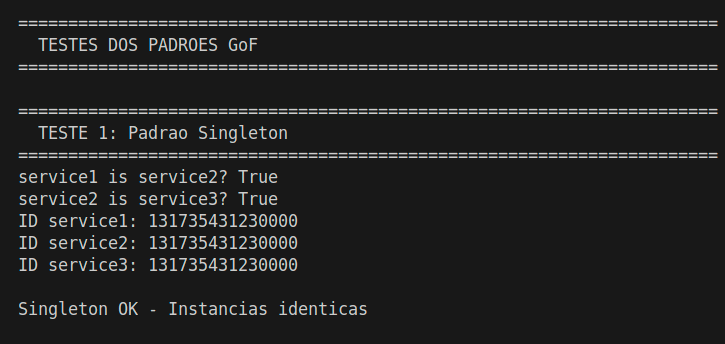 ======================================================================
  TESTES DOS PADROES GoF
======================================================================
======================================================================
  TESTE 1: Padrao Singleton
======================================================================
service1 is service2? True
service2 is service3? True
ID service1: 131735431230000
ID service2: 131735431230000
ID service3: 131735431230000
Singleton OK - Instancias identicas